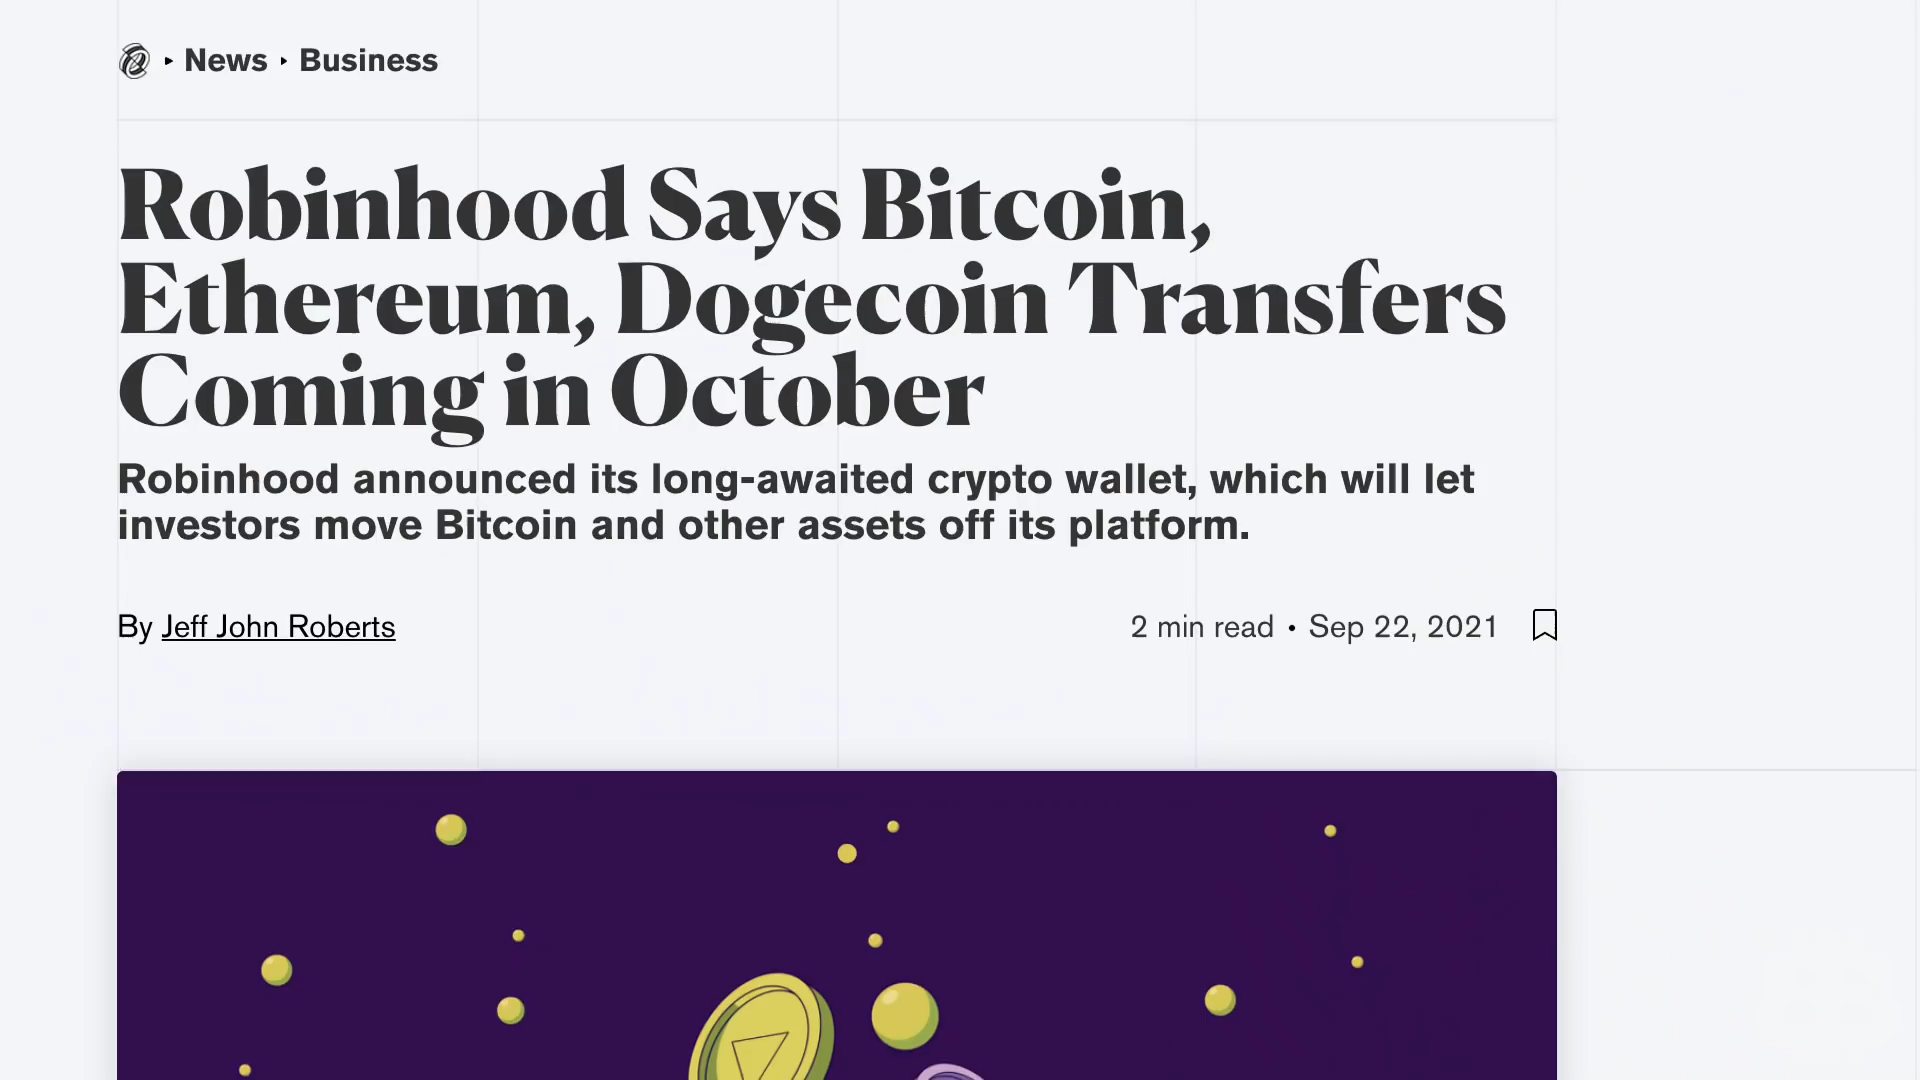 News ‣ Business
Robinhood Says Bitcoin,
Ethereum, Dogecoin Transfers
Coming in October
Robinhood announced its long-awaited crypto wallet, which will let
investors move Bitcoin and other assets off its platform.
By Jeff John Roberts
2 min read • Sep 22, 2021